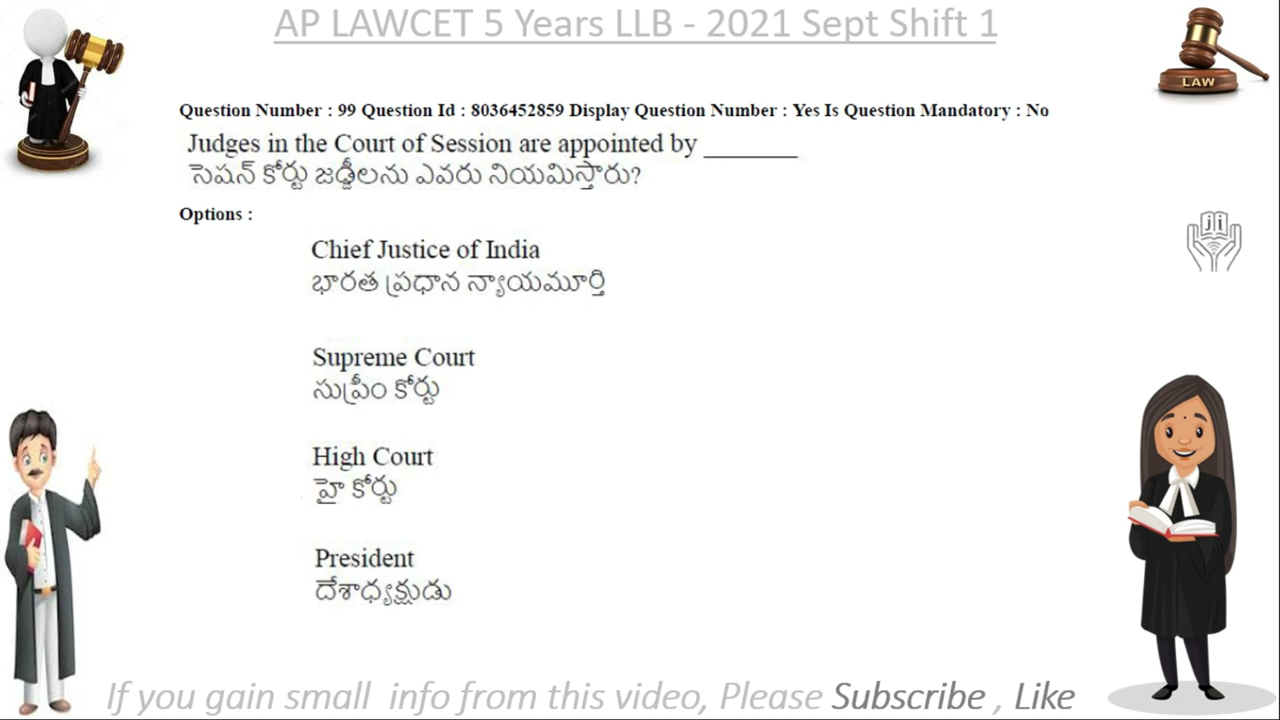 AP LAWCET 5 Years LLB - 2021 Sept Shift 1
LAW
Question Number : 99 Question Id : 8036452859 Display Question Number : Yes Is Question Mandatory : No
Judges in the Court of Session are appointed by _______
సెషన్ కోర్టు జడ్జీలను ఎవరు నియమిస్తారు?
Options :
Chief Justice of India
భారత ప్రధాన న్యాయమూర్తి
Supreme Court
సుప్రీం కోర్టు
High Court
హై కోర్టు
President
దేశాధ్యక్షుడు
If you gain small info from this video, Please Subscribe , Like